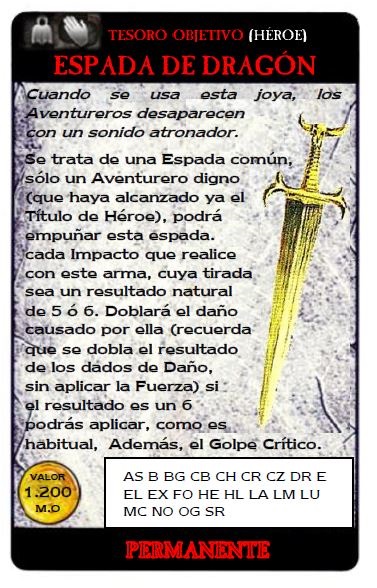 TESORO OBJETIVO (HÉROE)
ESPADA DE DRAGÓN
Cuando se usa esta joya, los
Aventureros desaparecen
con un sonido atronador.
Se trata de una Espada común,
sólo un Aventurero digno
(que haya alcanzado ya el
Título de Héroe), podrá
empuñar esta espada.
cada Impacto que realice
con este arma, cuya tirada
sea un resultado natural
de 5 ó 6. Doblará el daño
causado por ella (recuerda
que se dobla el resultado
de los dados de Daño,
sin aplicar la Fuerza) si
el resultado es un 6
podrás aplicar, como es
habitual, Además, el Golpe Crítico.
VALOR
1.200
M.O
AS B BG CB CH CR CZ DR E
EL EX FO HE HL LA LM LU
MC NO OG SR
PERMANENTE